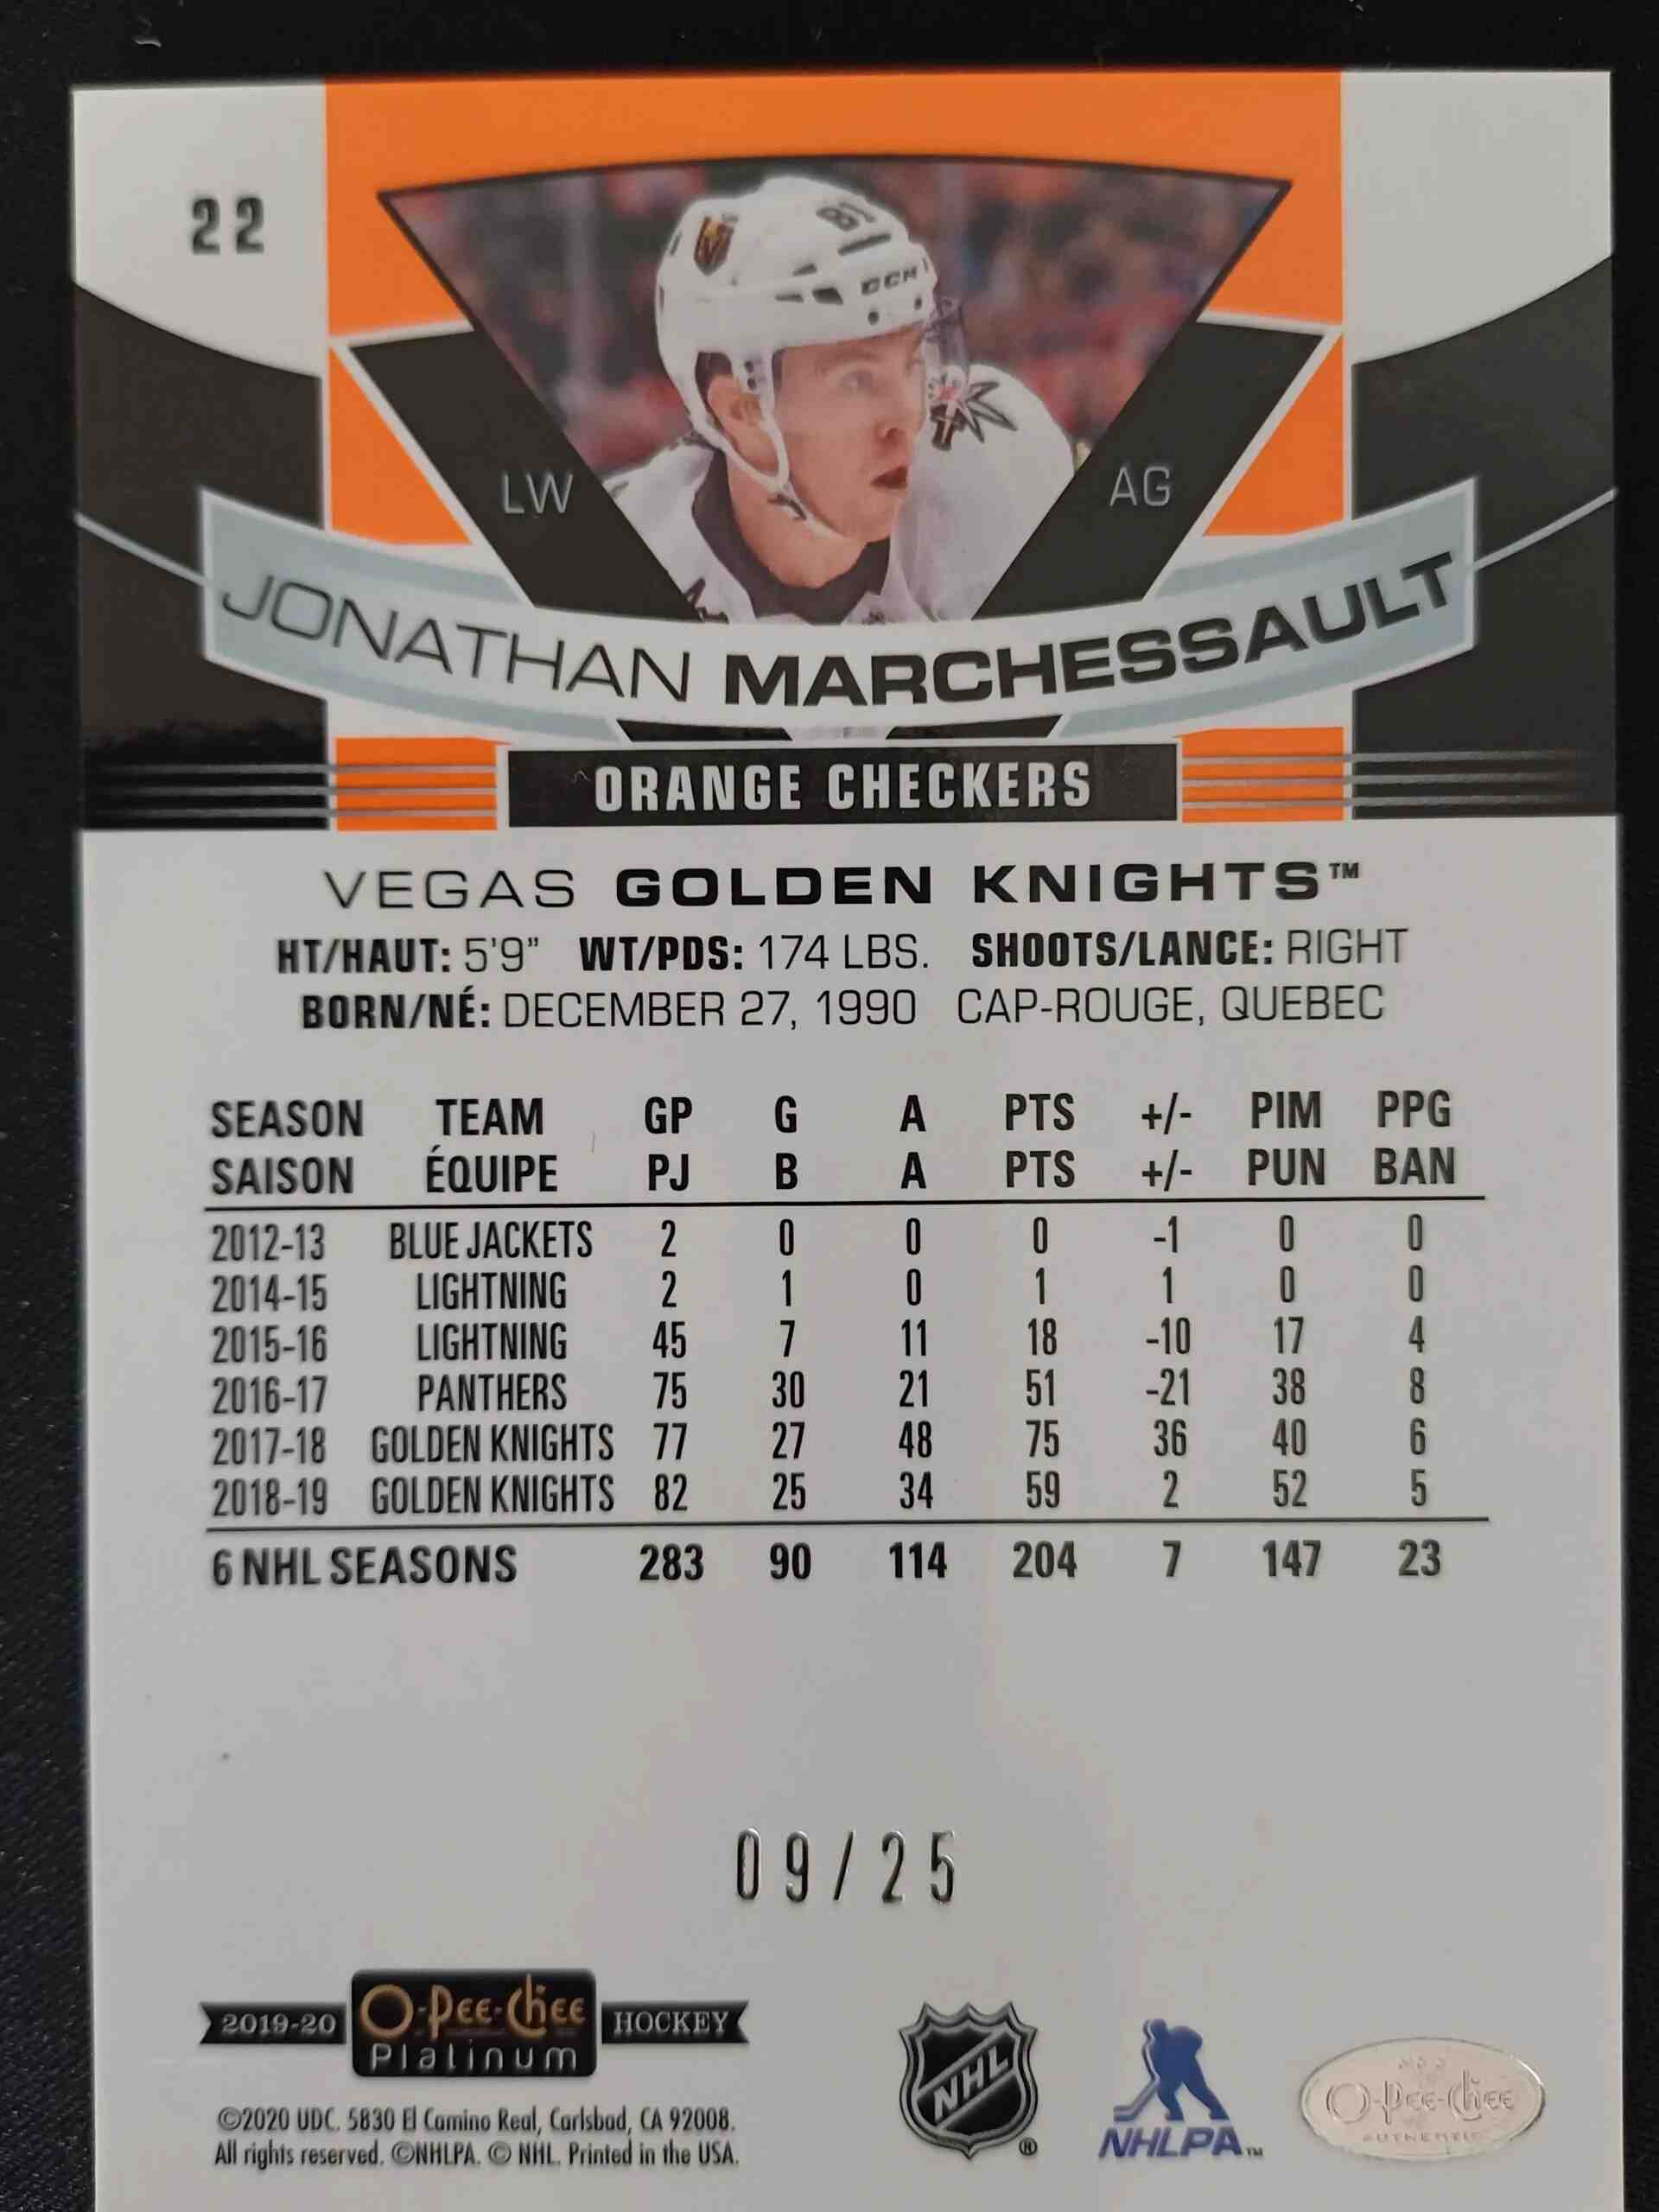 22
81
CCM
LW AG
JONATHAN MARCHESSAULT
ORANGE CHECKERS
VEGAS GOLDEN KNIGHTS™
HT/HAUT: 5'9" WT/PDS: 174 LBS. SHOOTS/LANCE: RIGHT
BORN/NÉ: DECEMBER 27, 1990 CAP-ROUGE, QUEBEC
SEASON TEAM GP G A PTS +/- PIM PPG
SAISON ÉQUIPE PJ B A PTS +/- PUN BAN
2012-13 BLUE JACKETS 2 0 0 0 -1 0 0
2014-15 LIGHTNING 2 1 0 1 1 0 0
2015-16 LIGHTNING 45 7 11 18 -10 17 4
2016-17 PANTHERS 75 30 21 51 -21 38 8
2017-18 GOLDEN KNIGHTS 77 27 48 75 36 40 6
2018-19 GOLDEN KNIGHTS 82 25 34 59 2 52 5
6 NHL SEASONS 283 90 114 204 7 147 23
09/25
2019-20 O-Pee-Chee HOCKEY
Platinum
NHL ®
NHLPA™
O-Pee-Chee
AUTHENTIC
©2020 UDC. 5830 El Camino Real, Carlsbad, CA 92008.
All rights reserved. ©NHLPA. © NHL. Printed in the USA.